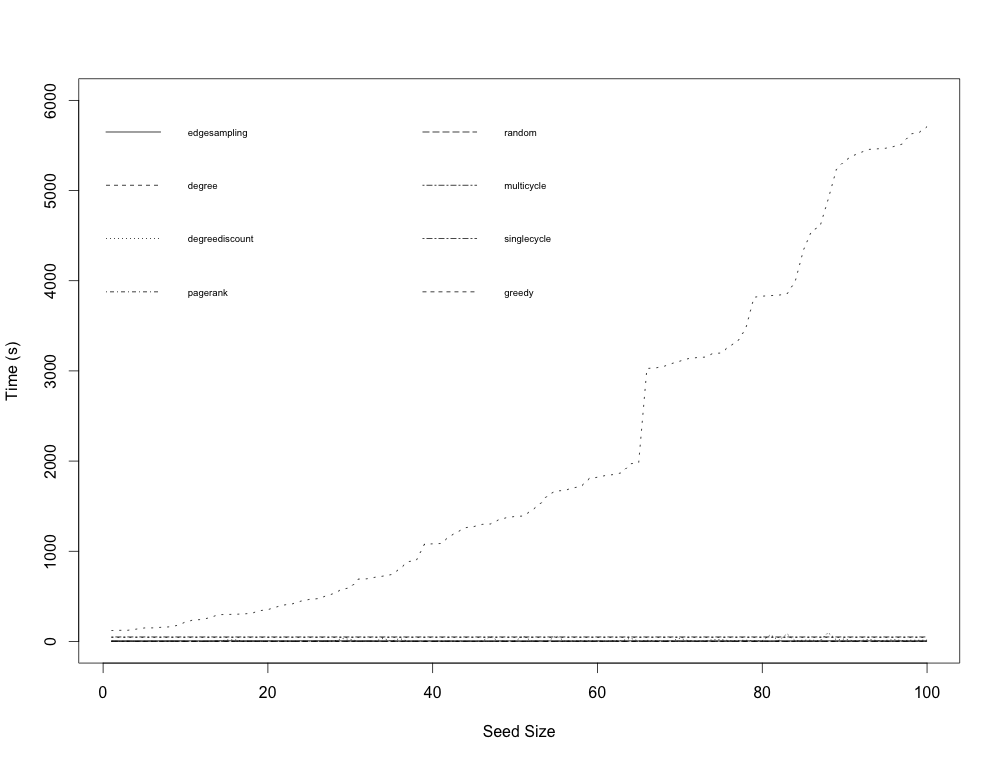 6000
5000
4000
3000
2000
1000
0
Time (s)
edgesampling
degree
degreediscount
pagerank
random
multicycle
singlecycle
greedy
0 20 40 60 80 100
Seed Size